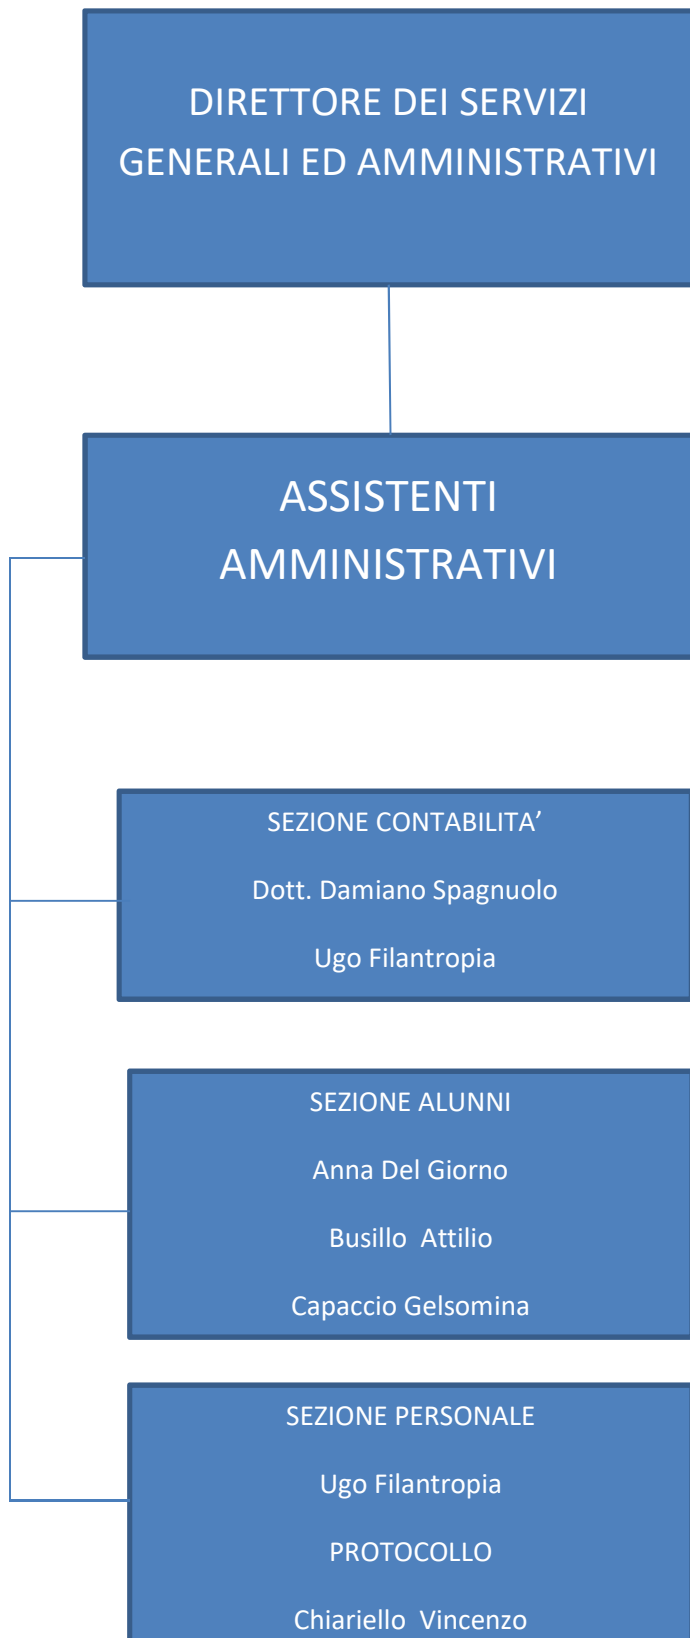 DIRETTORE DEI SERVIZI
GENERALI ED AMMINISTRATIVI
ASSISTENTI
AMMINISTRATIVI
SEZIONE CONTABILITA’
Dott. Damiano Spagnuolo
Ugo Filantropia
SEZIONE ALUNNI
Anna Del Giorno
Busillo  Attilio
Capaccio Gelsomina
SEZIONE PERSONALE
Ugo Filantropia
PROTOCOLLO
Chiariello  Vincenzo